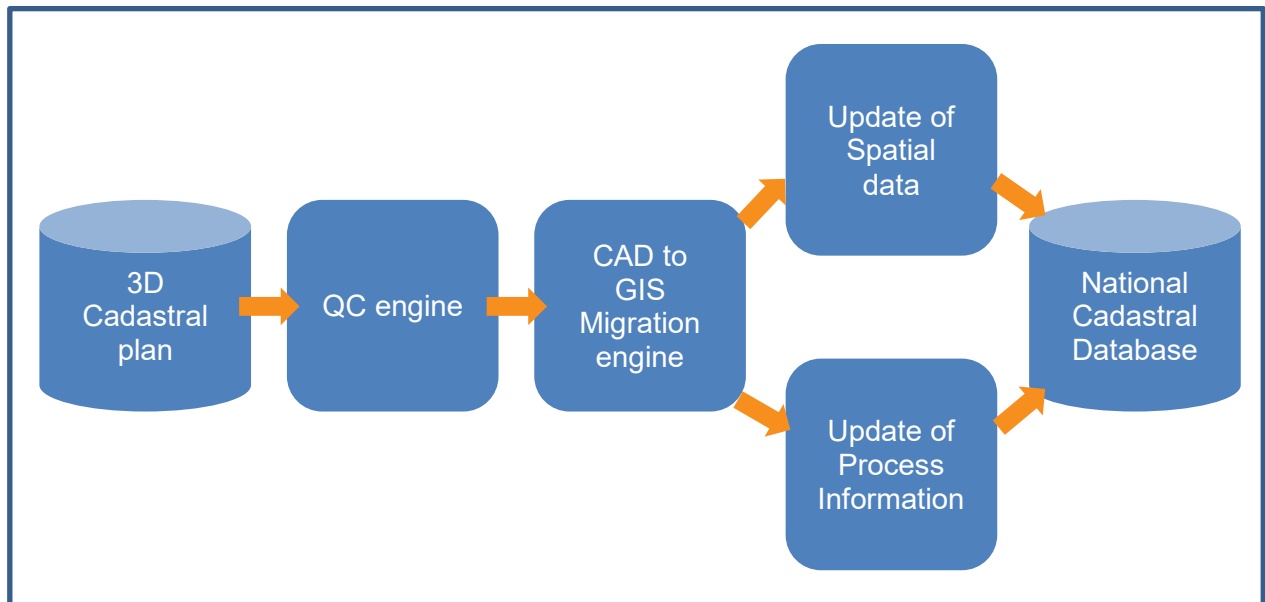 3D
Cadastral
plan
QC engine
CAD to
GIS
Migration
engine
Update of
Spatial
data
Update of
Process
Information
National
Cadastral
Database